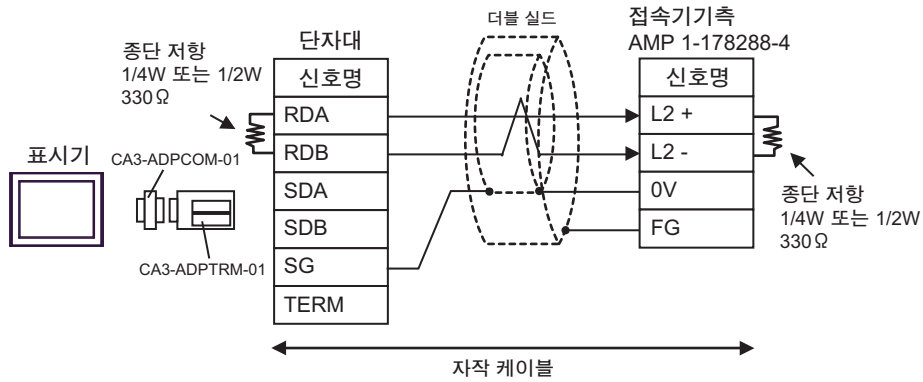 더블 실드
접속기기측
AMP 1-178288-4
단자대
종단 저항
1/4W 또는 1/2W
330Ω
신호명
신호명
RDA
L2 +
RDB
L2 -
표시기
CA3-ADPCOM-01
SDA
0V
종단 저항
1/4W 또는 1/2W
330Ω
SDB
FG
CA3-ADPTRM-01
SG
TERM
자작 케이블